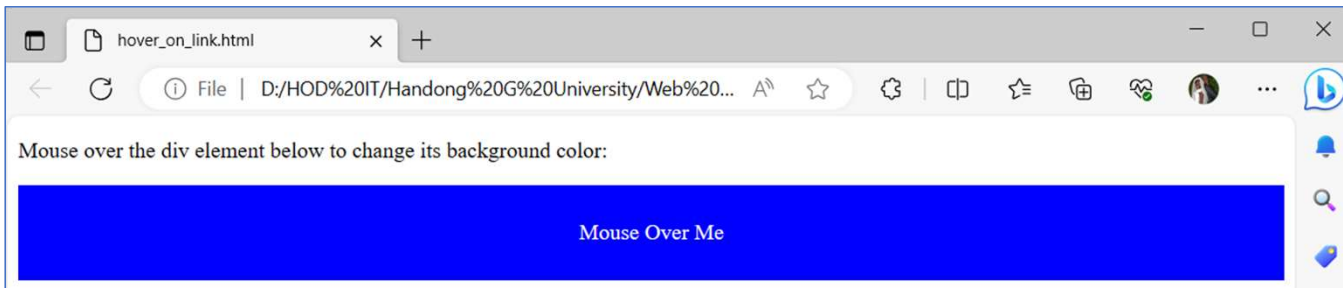 hover_on_link.html
File | D:/HOD%20IT/Handong%20G%20University/Web%20...
Mouse over the div element below to change its background color:
Mouse Over Me